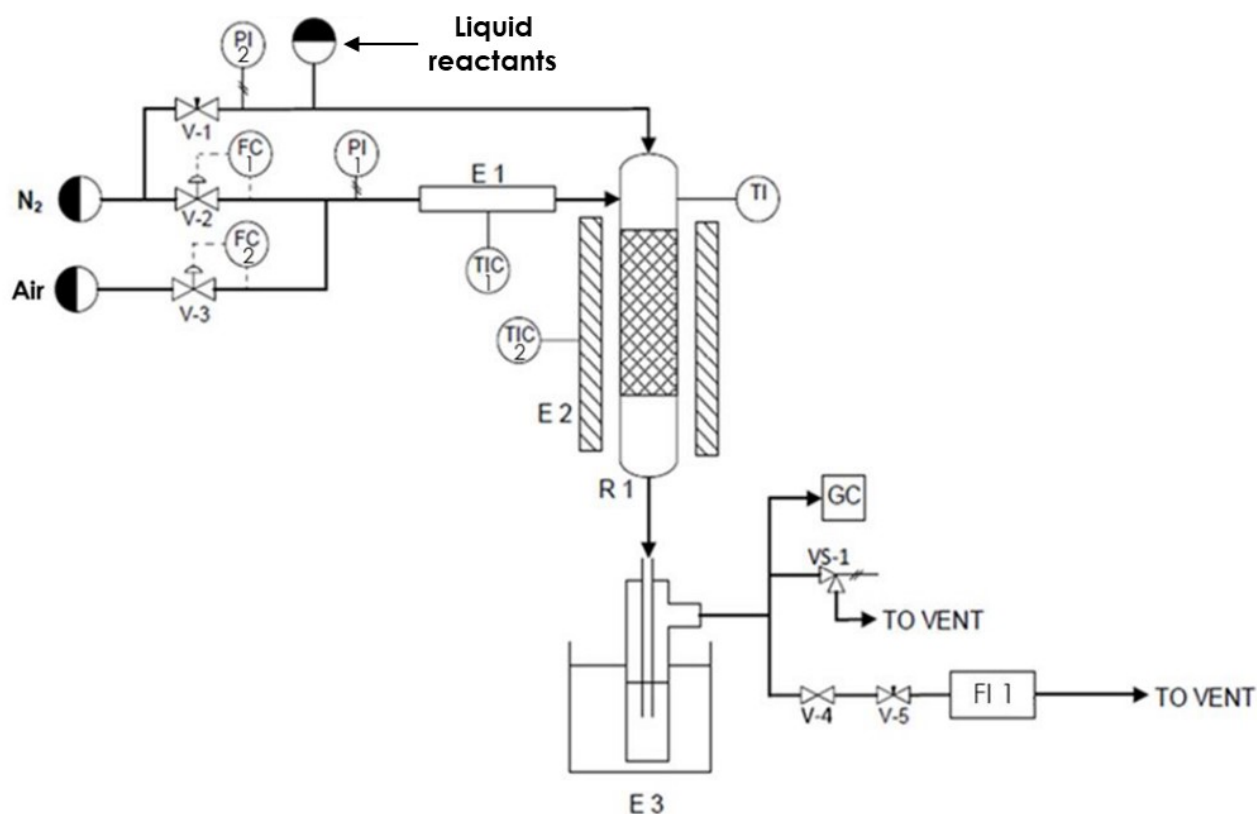 Liquid
reactants
PI
2
V-1
FC
1
PI
1
E 1
N₂
V-2
TI
FC
2
TIC
1
Air
V-3
TIC
2
E 2
R 1
GC
VS-1
TO VENT
FI 1
TO VENT
V-4
V-5
E 3